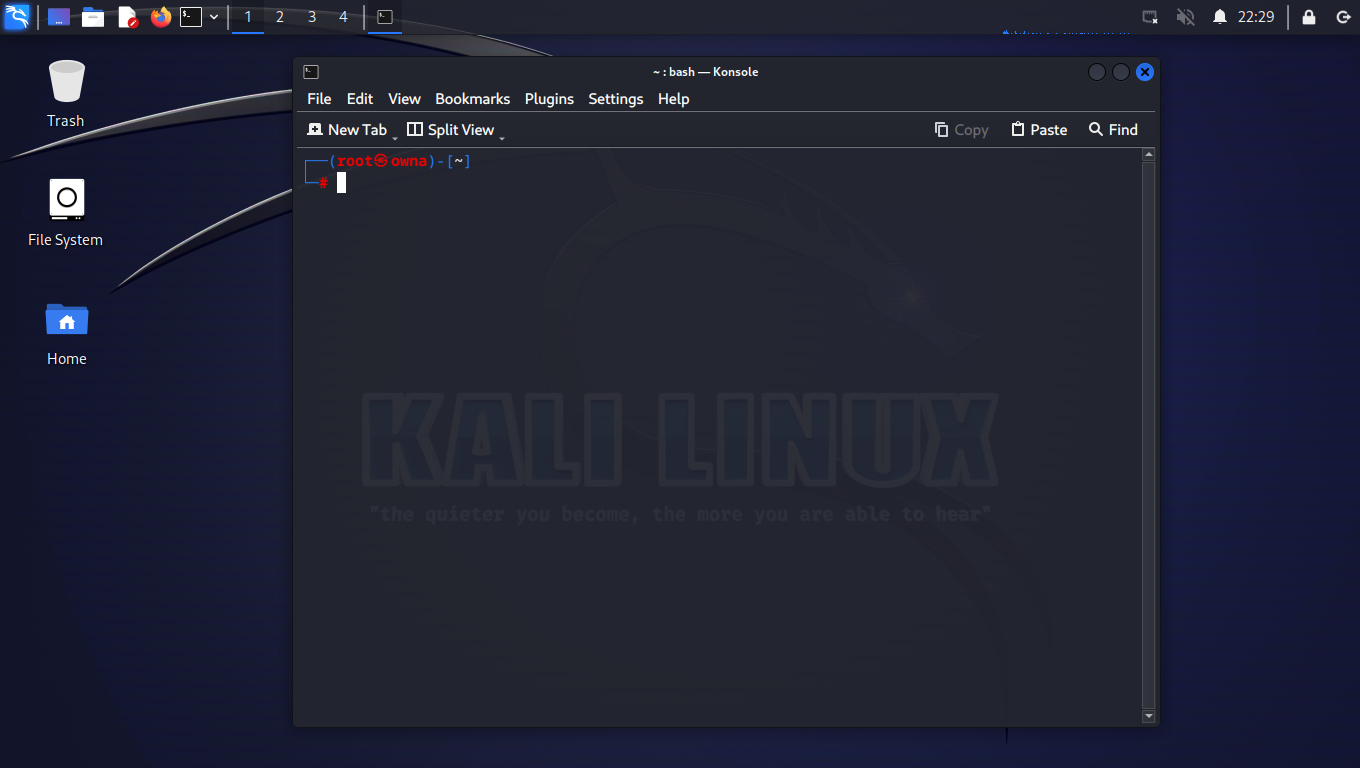 1 2 3 4 22:29
Trash
File System
Home
~ : bash — Konsole
File Edit View Bookmarks Plugins Settings Help
New Tab Split View Copy Paste Find
┌──(root㉿owna)-[~]
└─#
KALI LINUX
"the quieter you become, the more you are able to hear"